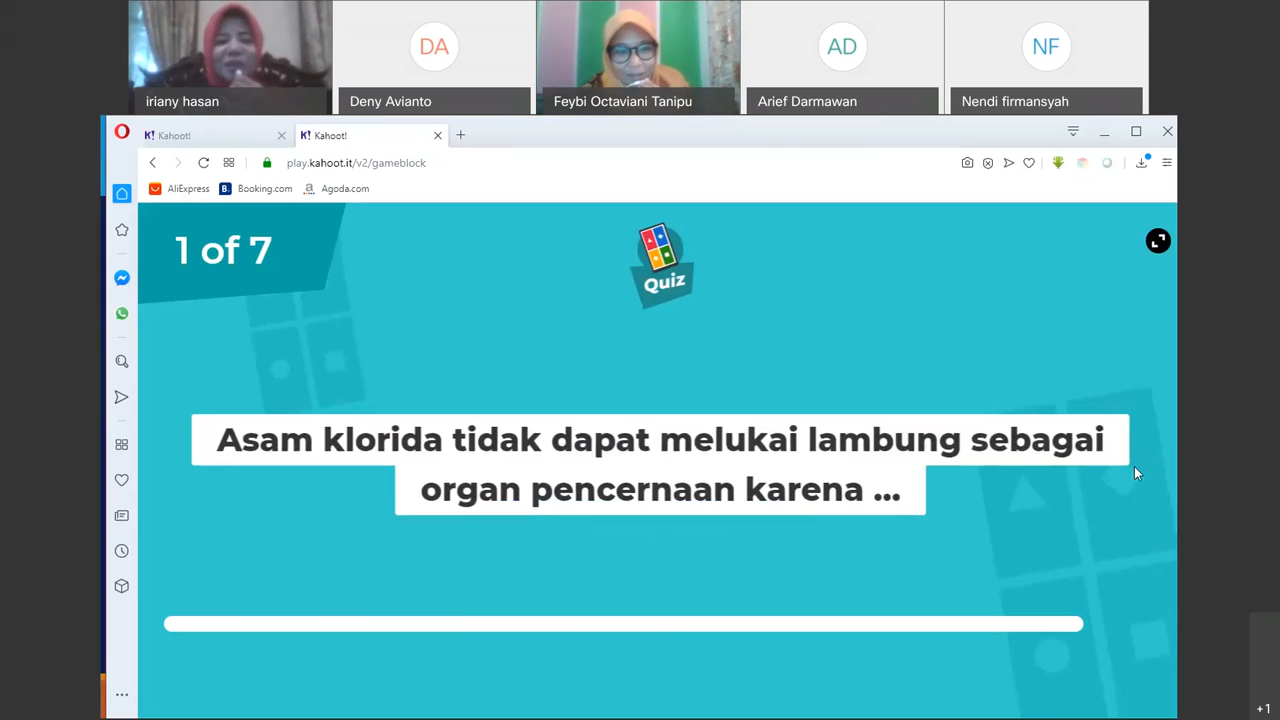 DA
AD
NF
iriany hasan
Deny Avianto
Feybi Octaviani Tanipu
Arief Darmawan
Nendi firmansyah
K! Kahoot!
K! Kahoot!
play.kahoot.it/v2/gameblock
AliExpress
B. Booking.com
a Agoda.com
1 of 7
Quiz
Asam klorida tidak dapat melukai lambung sebagai
organ pencernaan karena ...
+1